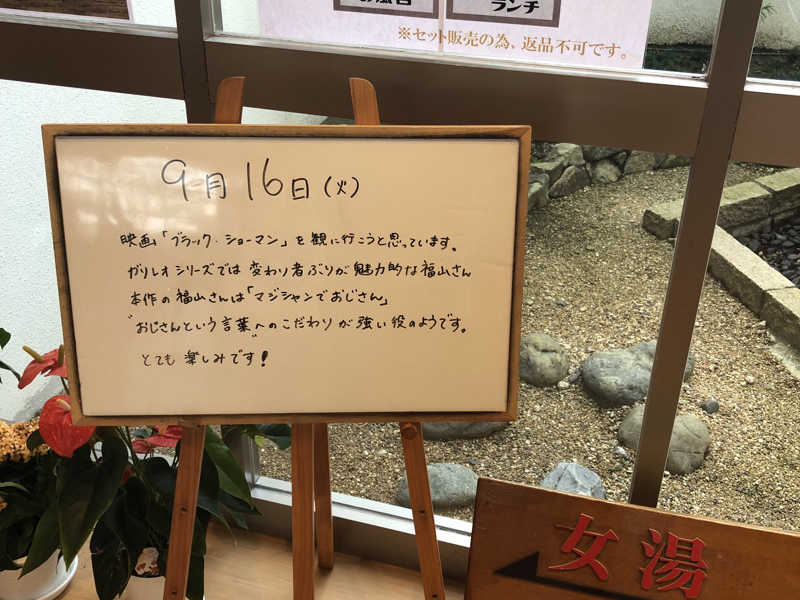 ランチ
※セット販売の為、返品不可です。
9月16日(火)
映画「ブラック・ショーマン」を観に行こうと思っています。
ガリレオシリーズでは変わり者ぶりが魅力的な福山さん
本作の福山さんは「マジシャンでおじさん」
"おじさんという言葉"へのこだわりが強い役のようです。
とても楽しみです!
女湯